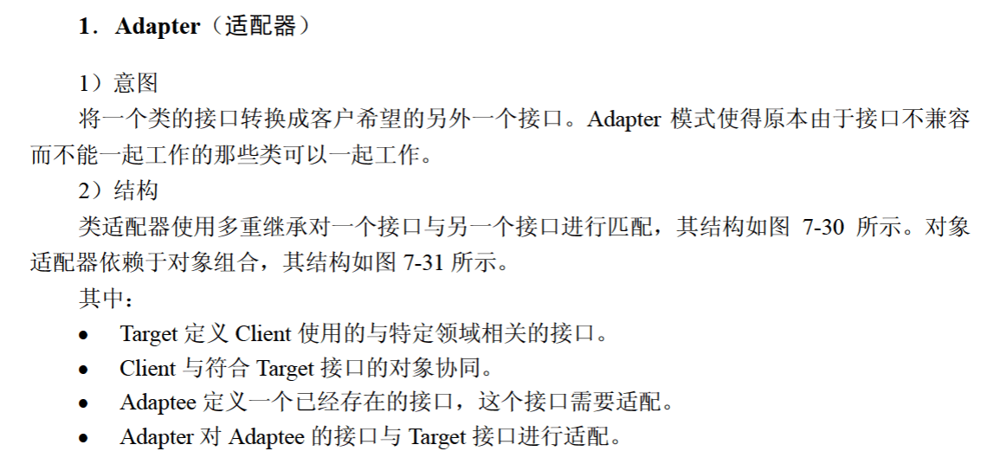 1．Adapter（适配器）
1）意图
将一个类的接口转换成客户希望的另外一个接口。Adapter 模式使得原本由于接口不兼容
而不能一起工作的那些类可以一起工作。
2）结构
类适配器使用多重继承对一个接口与另一个接口进行匹配，其结构如图 7-30 所示。对象
适配器依赖于对象组合，其结构如图 7-31 所示。
其中：
● Target 定义 Client 使用的与特定领域相关的接口。
● Client 与符合 Target 接口的对象协同。
● Adaptee 定义一个已经存在的接口，这个接口需要适配。
● Adapter 对 Adaptee 的接口与 Target 接口进行适配。